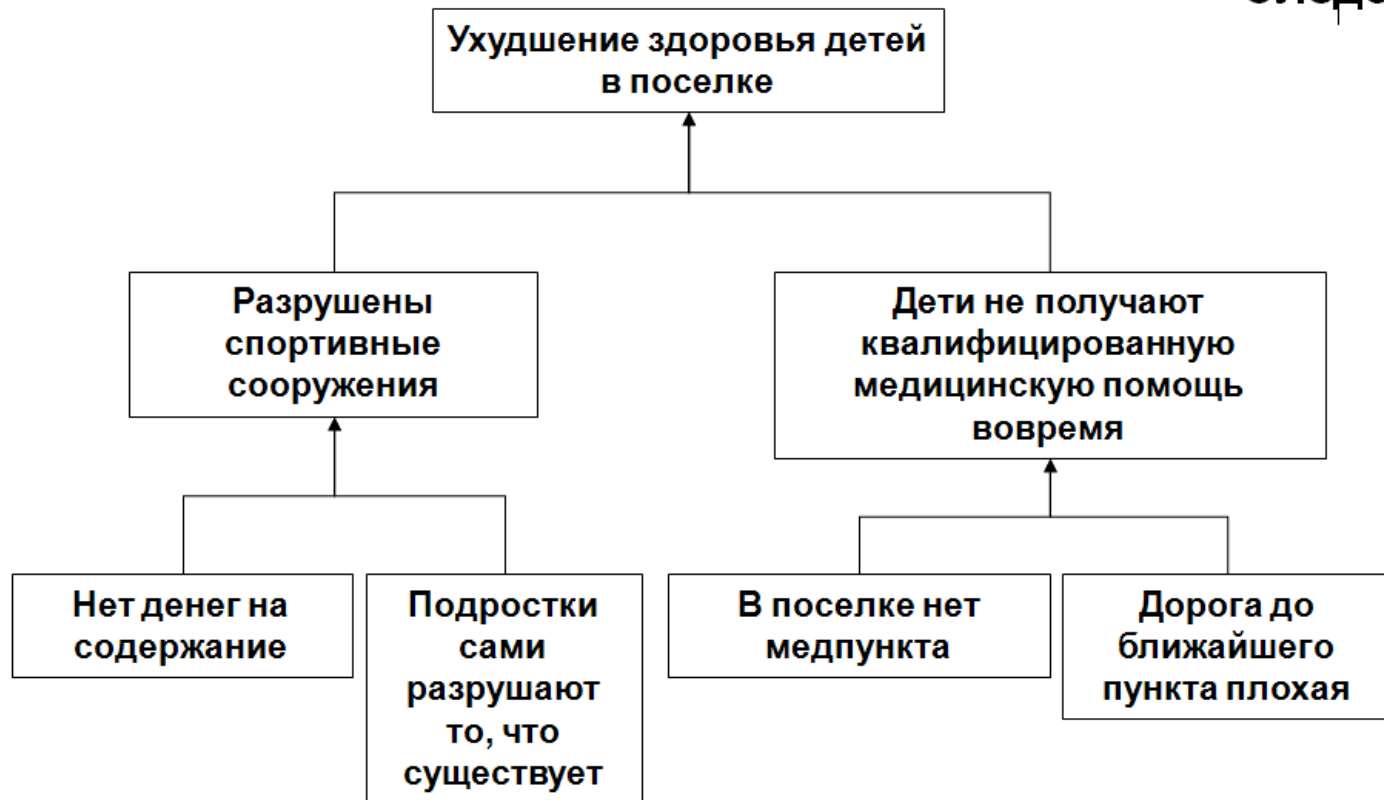 Ухудшение здоровья детей
в поселке
Разрушены
спортивные
сооружения
Дети не получают
квалифицированную
медицинскую помощь
вовремя
Нет денег на
содержание
Подростки
сами
разрушают
то, что
существует
В поселке нет
медпункта
Дорога до
ближайшего
пункта плохая